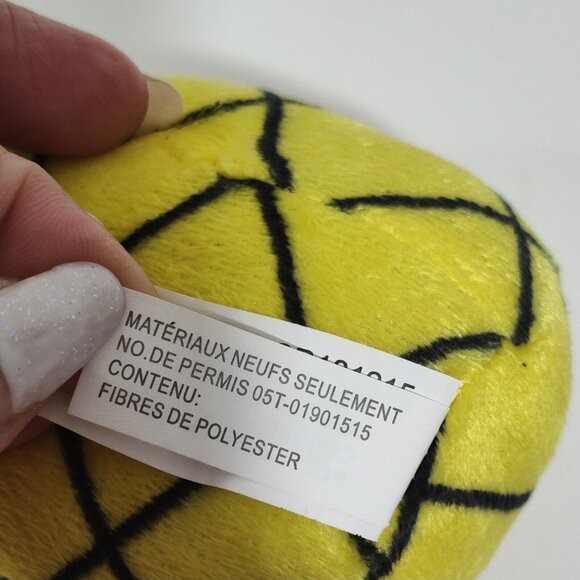 MATÉRIAUX NEUFS SEULEMENT
NO.DE PERMIS 05T-01901515
CONTENU:
FIBRES DE POLYESTER